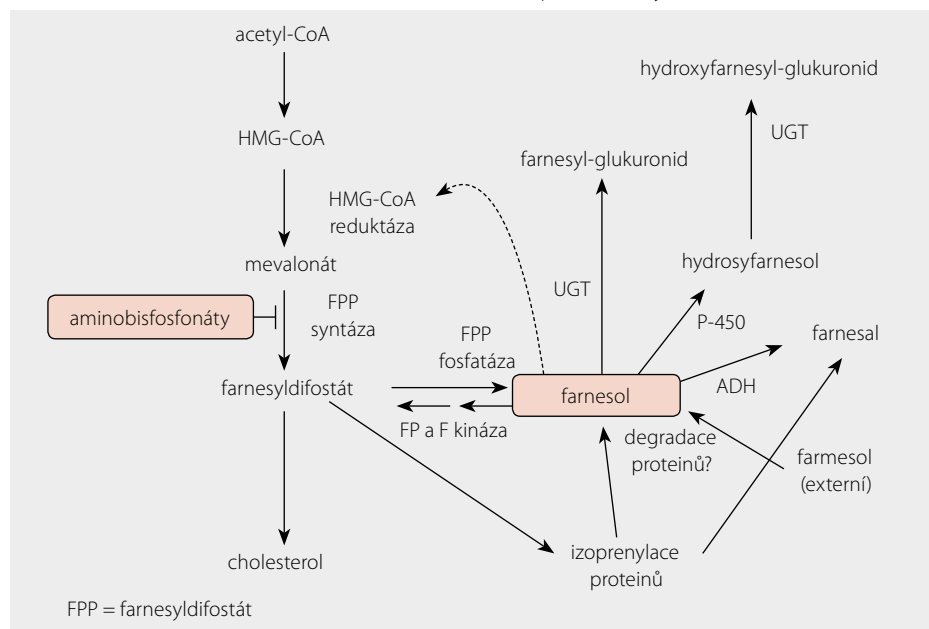 acetyl-CoA
hydroxyfarnesyl-glukuronid
HMG-CoA
UGT
farnesyl-glukuronid
HMG-CoA
reduktáza
mevalonát
hydrosyfarnesol
UGT
aminobisfosfonáty
FPP
syntáza
P-450
farnesal
FPP
fosfatáza
farnesyldifostát
farnesol
ADH
FP a F kináza
degradace
proteinů?
farmesol
(externí)
cholesterol
izoprenylace
proteinů
FPP = farnesyldifostát